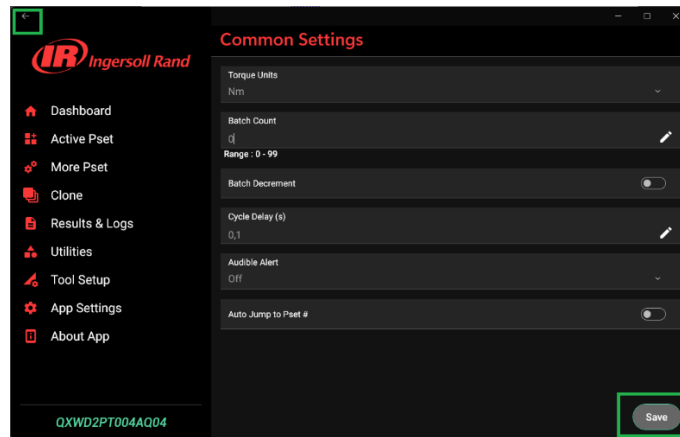 IR Ingersoll Rand
Dashboard
Active Pset
More Pset
Clone
Results & Logs
Utilities
Tool Setup
App Settings
About App
QXWD2PT004AQ04
Common Settings
Torque Units
Nm
Batch Count
0
Range : 0 - 99
Batch Decrement
Cycle Delay (s)
0,1
Audible Alert
Off
Auto Jump to Pset #
Save